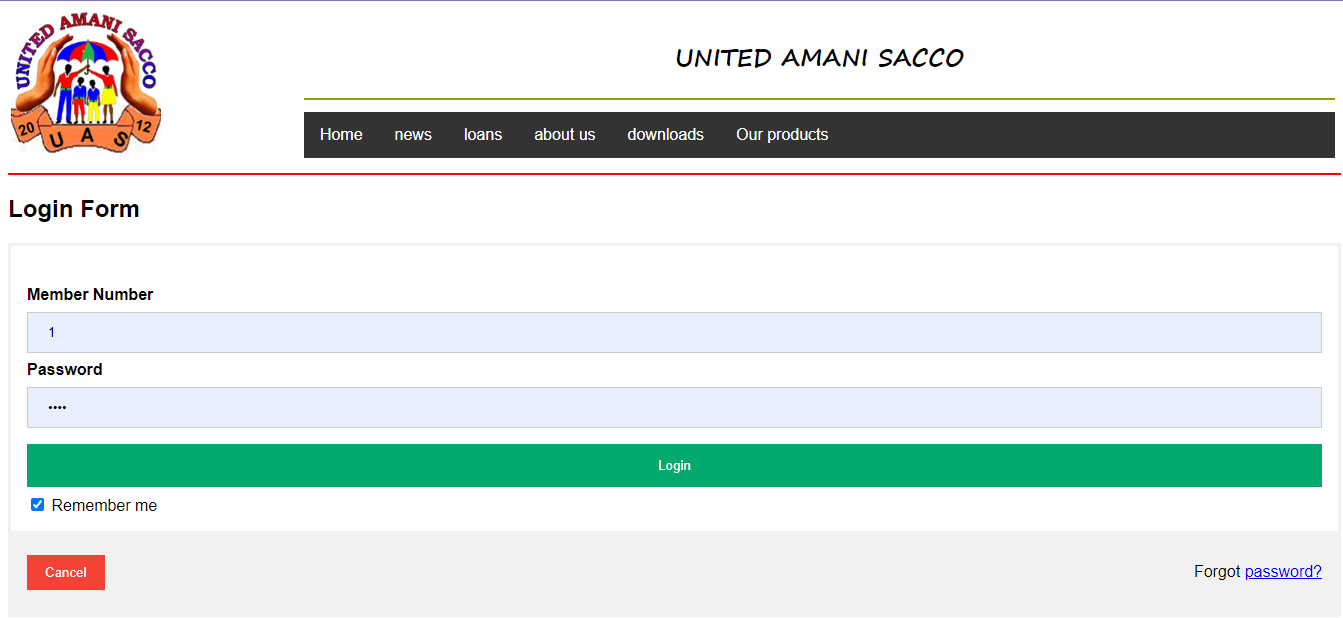 UNITED AMANI SACCO
20 UAS 12
UNITED AMANI SACCO
Home news loans about us downloads Our products
Login Form
Member Number
1
Password
••••
Login
Remember me
Cancel
Forgot password?